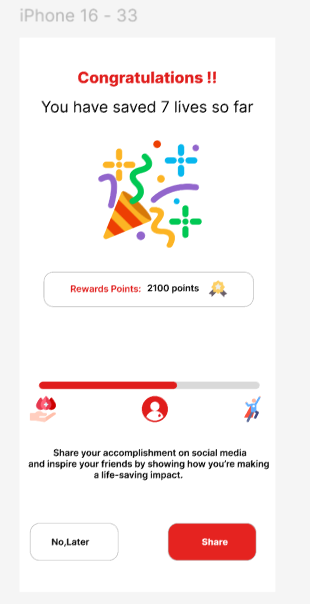 iPhone 16 - 33
Congratulations !!
You have saved 7 lives so far
Rewards Points: 2100 points
Share your accomplishment on social media
and inspire your friends by showing how you're making
a life-saving impact.
No,Later
Share